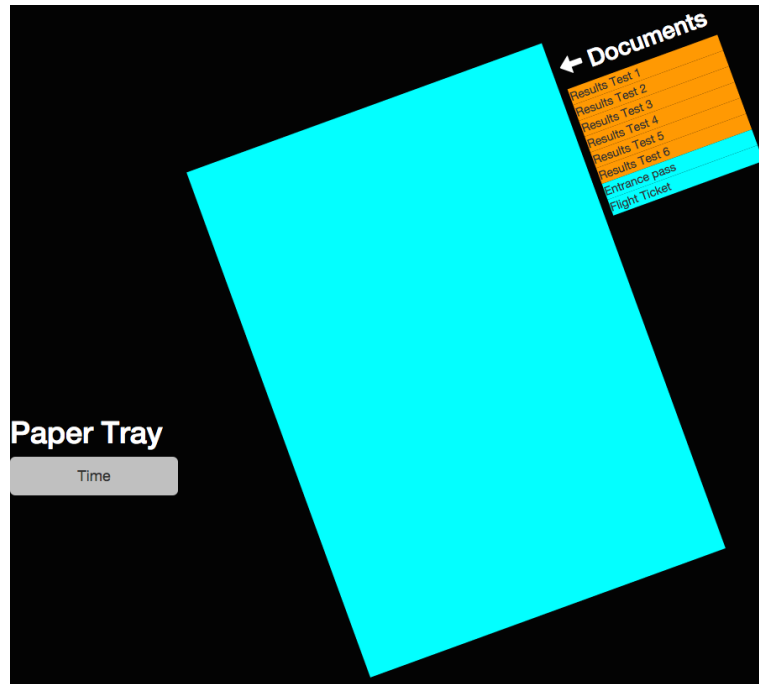 Documents
Results Test 1
Results Test 2
Results Test 3
Results Test 4
Results Test 5
Results Test 6
Entrance pass
Flight Ticket
Paper Tray
Time